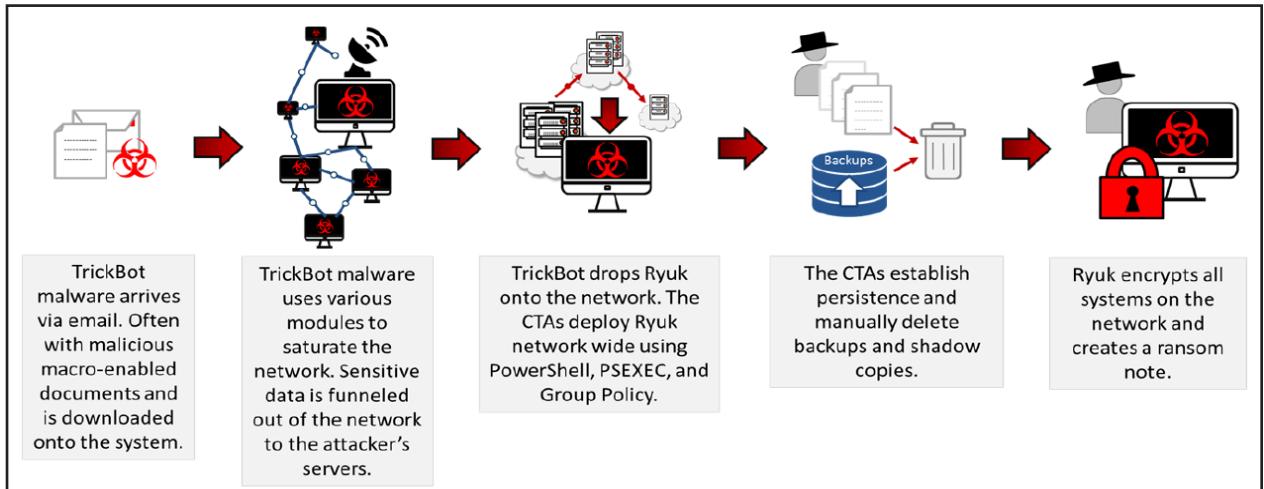 Backups
TrickBot
malware arrives
via email. Often
with malicious
macro-enabled
documents and
is downloaded
onto the system.
TrickBot malware
uses various
modules to
saturate the
network. Sensitive
data is funneled
out of the network
to the attacker's
servers.
TrickBot drops Ryuk
onto the network. The
CTAs deploy Ryuk
network wide using
PowerShell, PSEXEC, and
Group Policy.
The CTAs establish
persistence and
manually delete
backups and shadow
copies.
Ryuk encrypts all
systems on the
network and
creates a ransom
note.